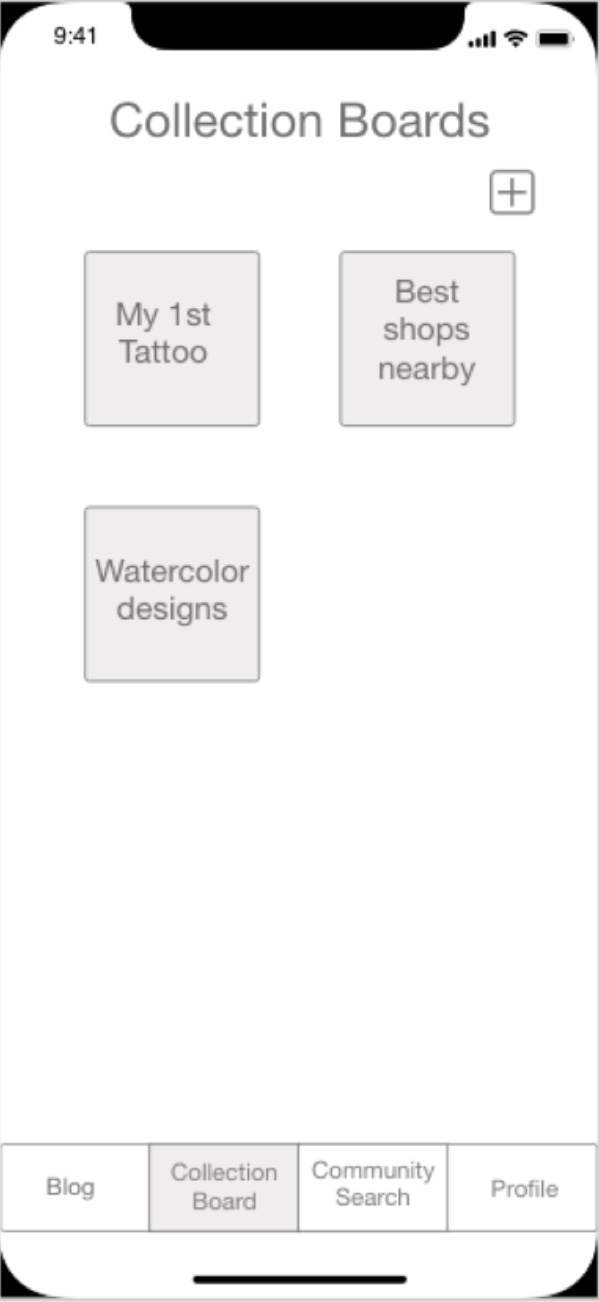 9:41
Collection Boards
My 1st
Tattoo
Best
shops
nearby
Watercolor
designs
Blog
Collection
Board
Community
Search
Profile